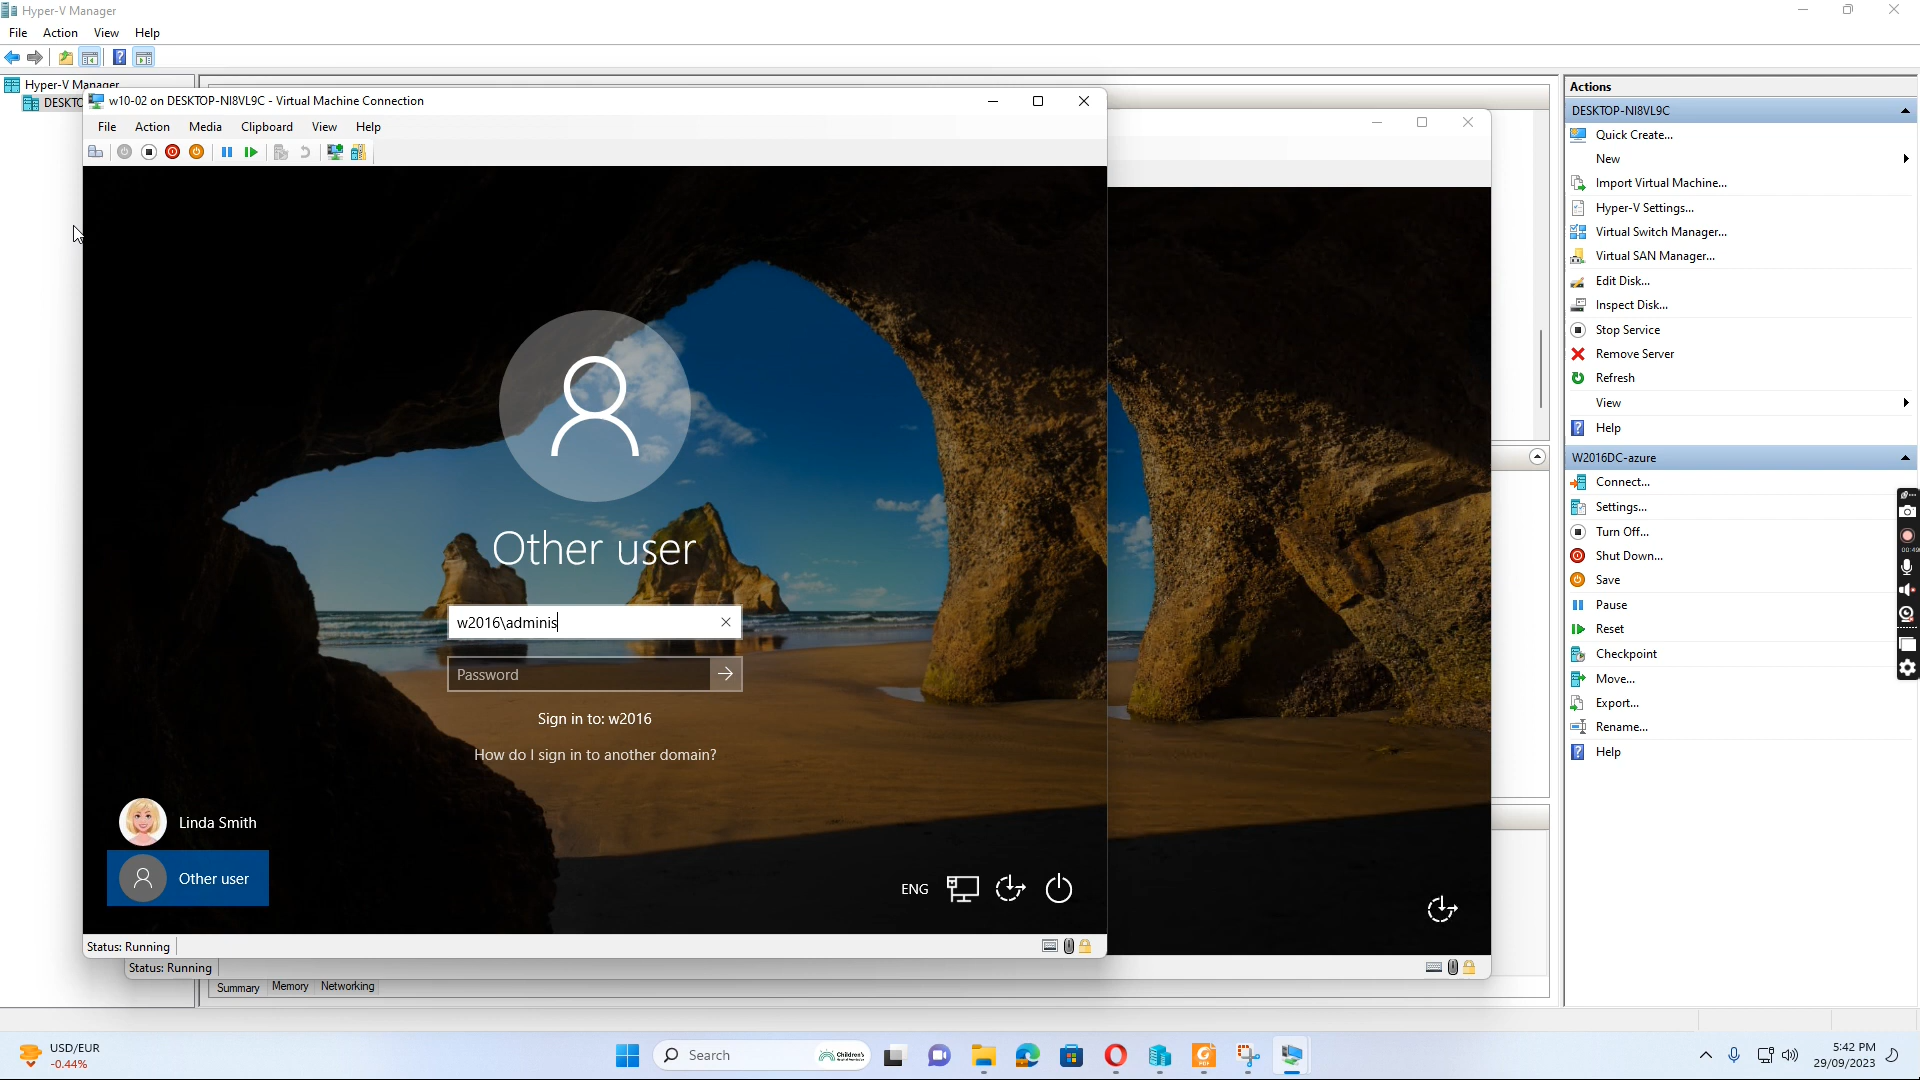 Hyper-V Manager
File Action View Help
Hyper-V Manager
w10-02 on DESKTOP-NI8VL9C - Virtual Machine Connection
File Action Media Clipboard View Help
Other user
w2016\adminis
Password
Sign in to: w2016
How do I sign in to another domain?
Linda Smith
Other user
ENG
Status: Running
Status: Running
Summary Memory Networking
Actions
DESKTOP-NI8VL9C
Quick Create...
New
Import Virtual Machine...
Hyper-V Settings...
Virtual Switch Manager...
Virtual SAN Manager...
Edit Disk...
Inspect Disk...
Stop Service
Remove Server
Refresh
View
Help
W2016DC-azure
Connect...
Settings...
Turn Off...
Shut Down...
Save
Pause
Reset
Checkpoint
Move...
Export...
Rename...
Help
USD/EUR
-0.44%
Search
Children's
5:42 PM
29/09/2023